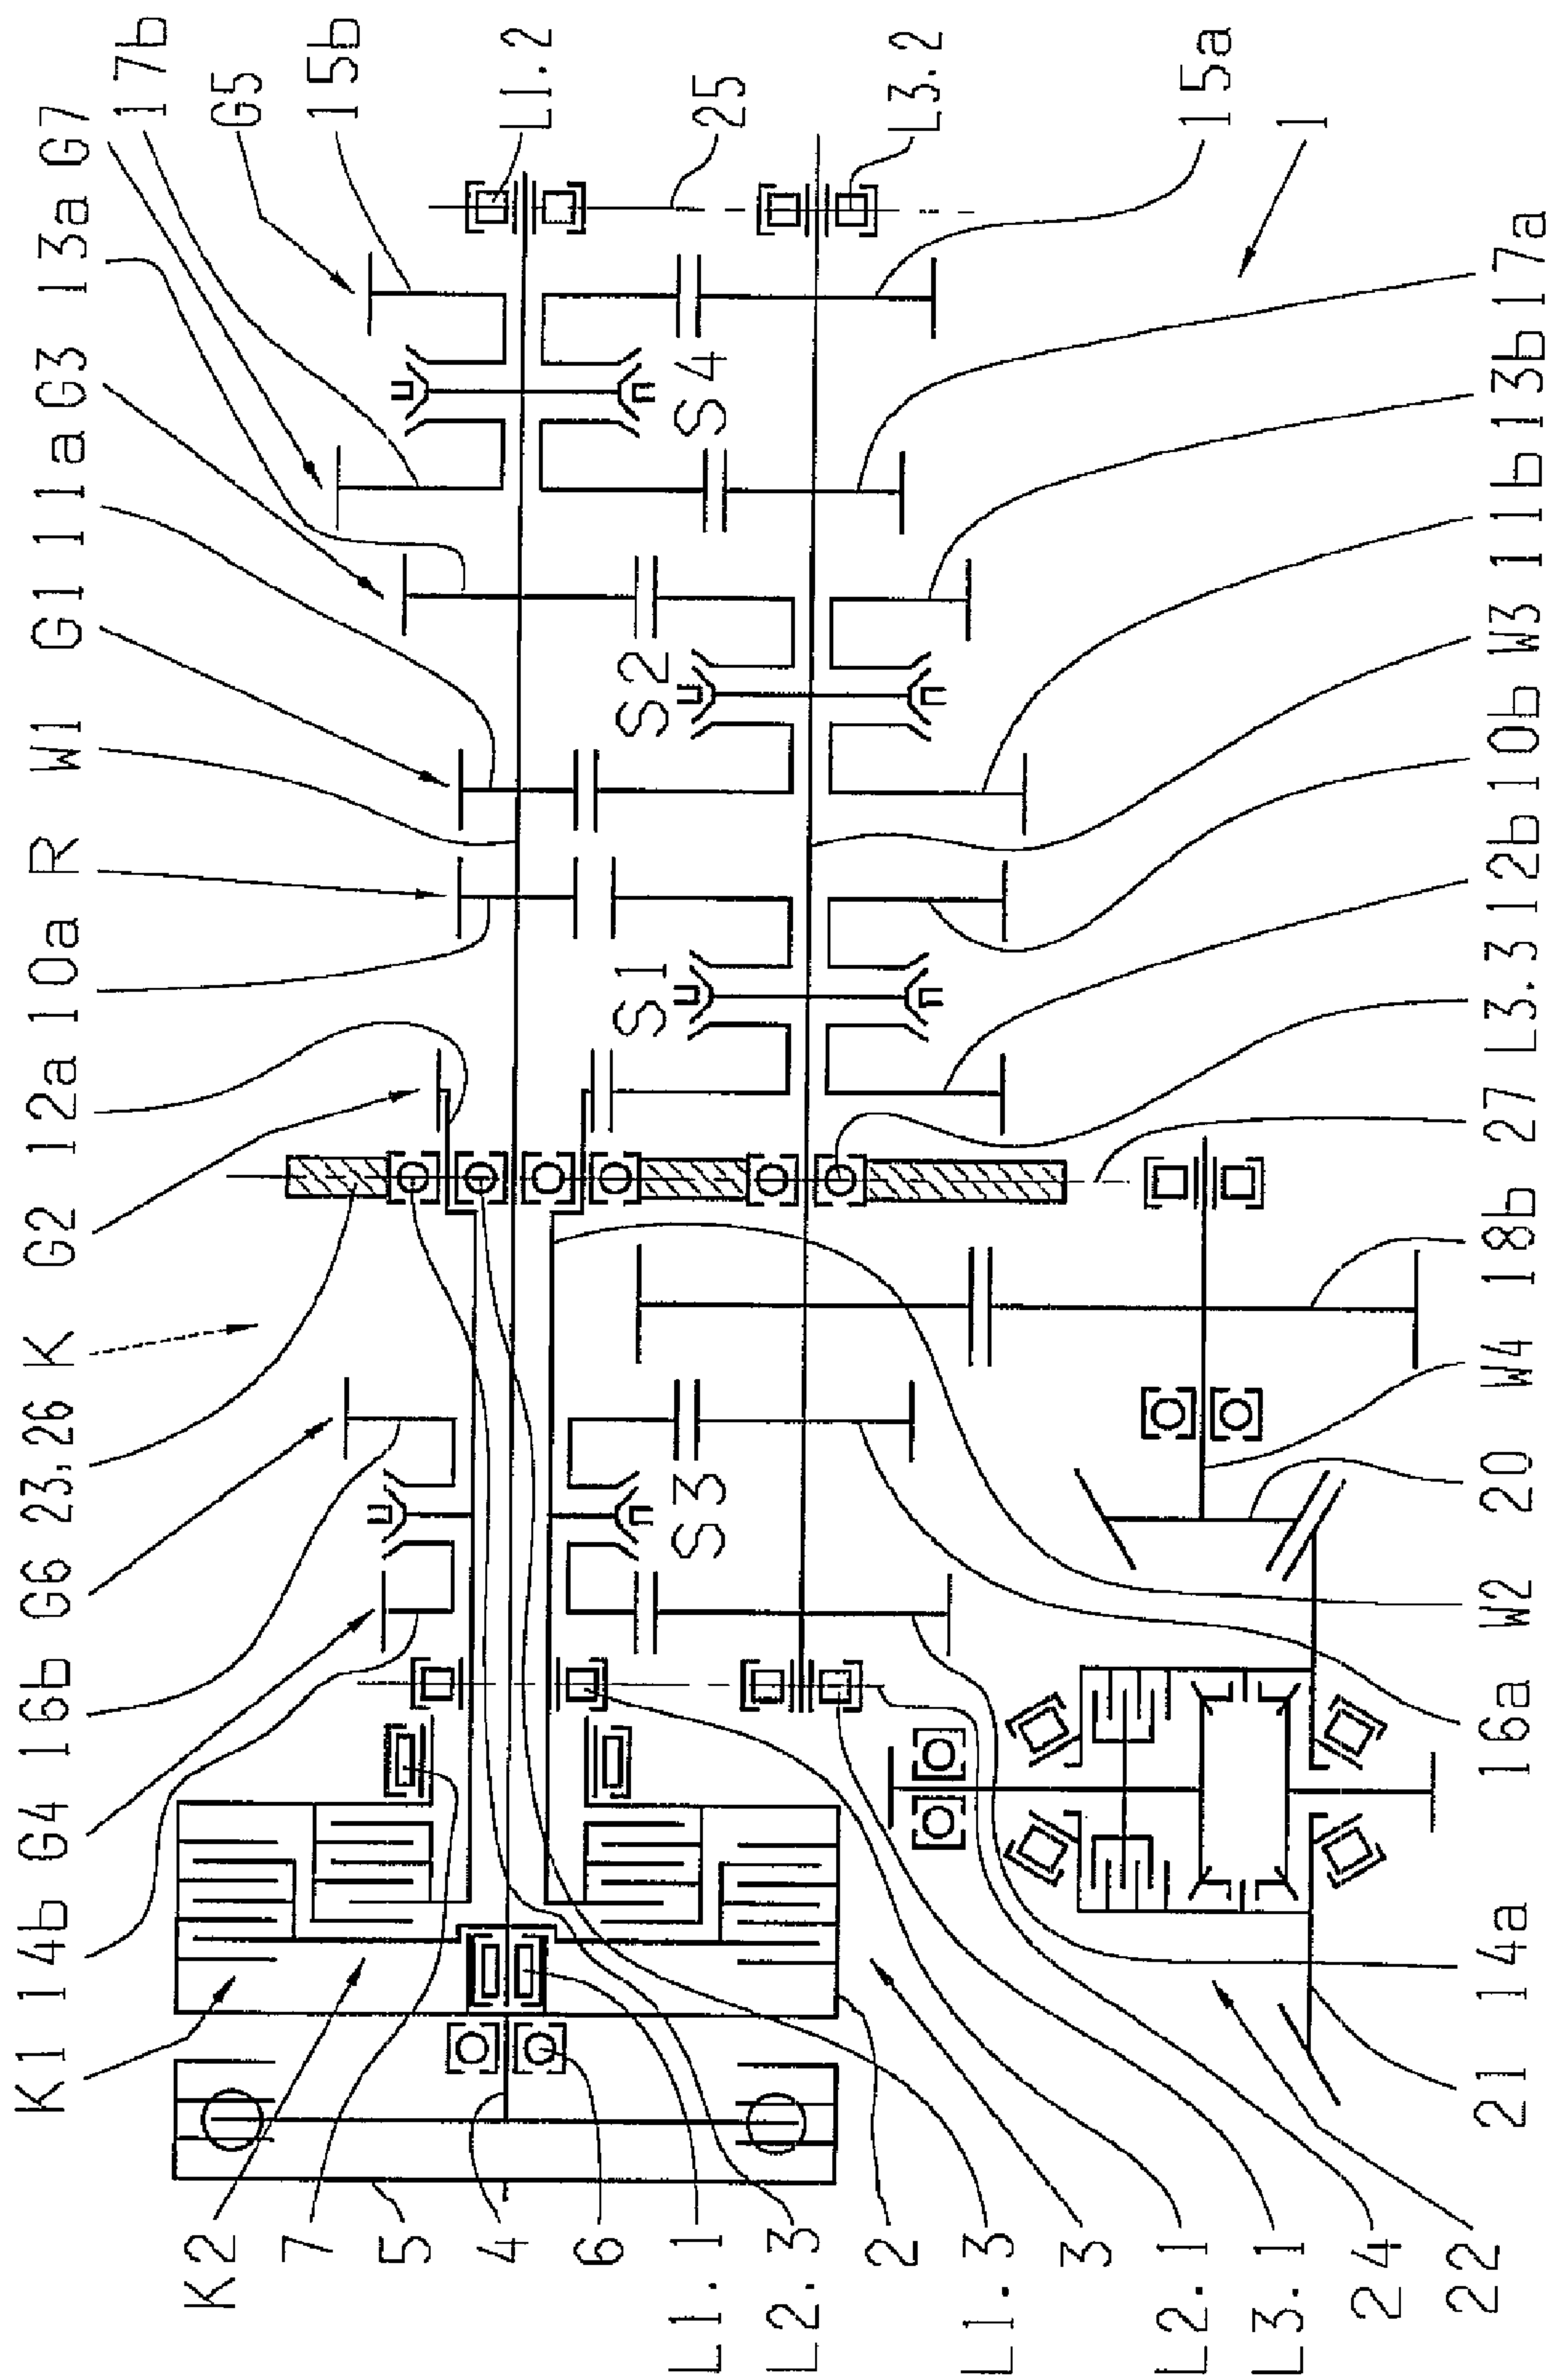 K1 14b G4 16b G6 23,26 K G2 12a 10a R W1 G1 11a G3 13a G7 17b
G5
15b
L1.2
25
L3.2
15a
1
K2
7
5
4
6
L1.1
L2.3
2
L1.3
3
L2.1
L3.1
24
22
S3
S1
S2
S4
21 14a 16a W2 20 W4 18b 27 L3.3 12b 10b W3 11b 13b 17a